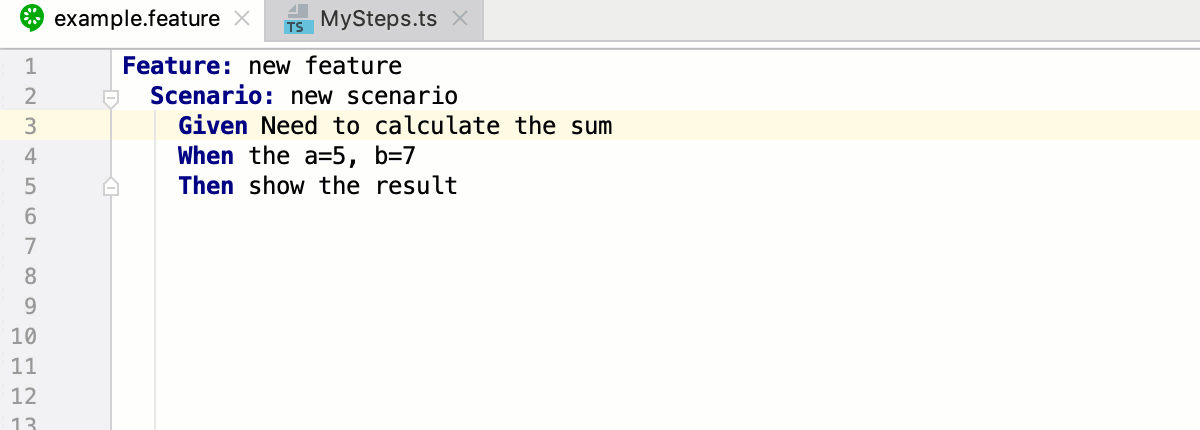 example.feature
MySteps.ts
TS
1 Feature: new feature
2 Scenario: new scenario
3 Given Need to calculate the sum
4 When the a=5, b=7
5 Then show the result
6
7
8
9
10
11
12
13